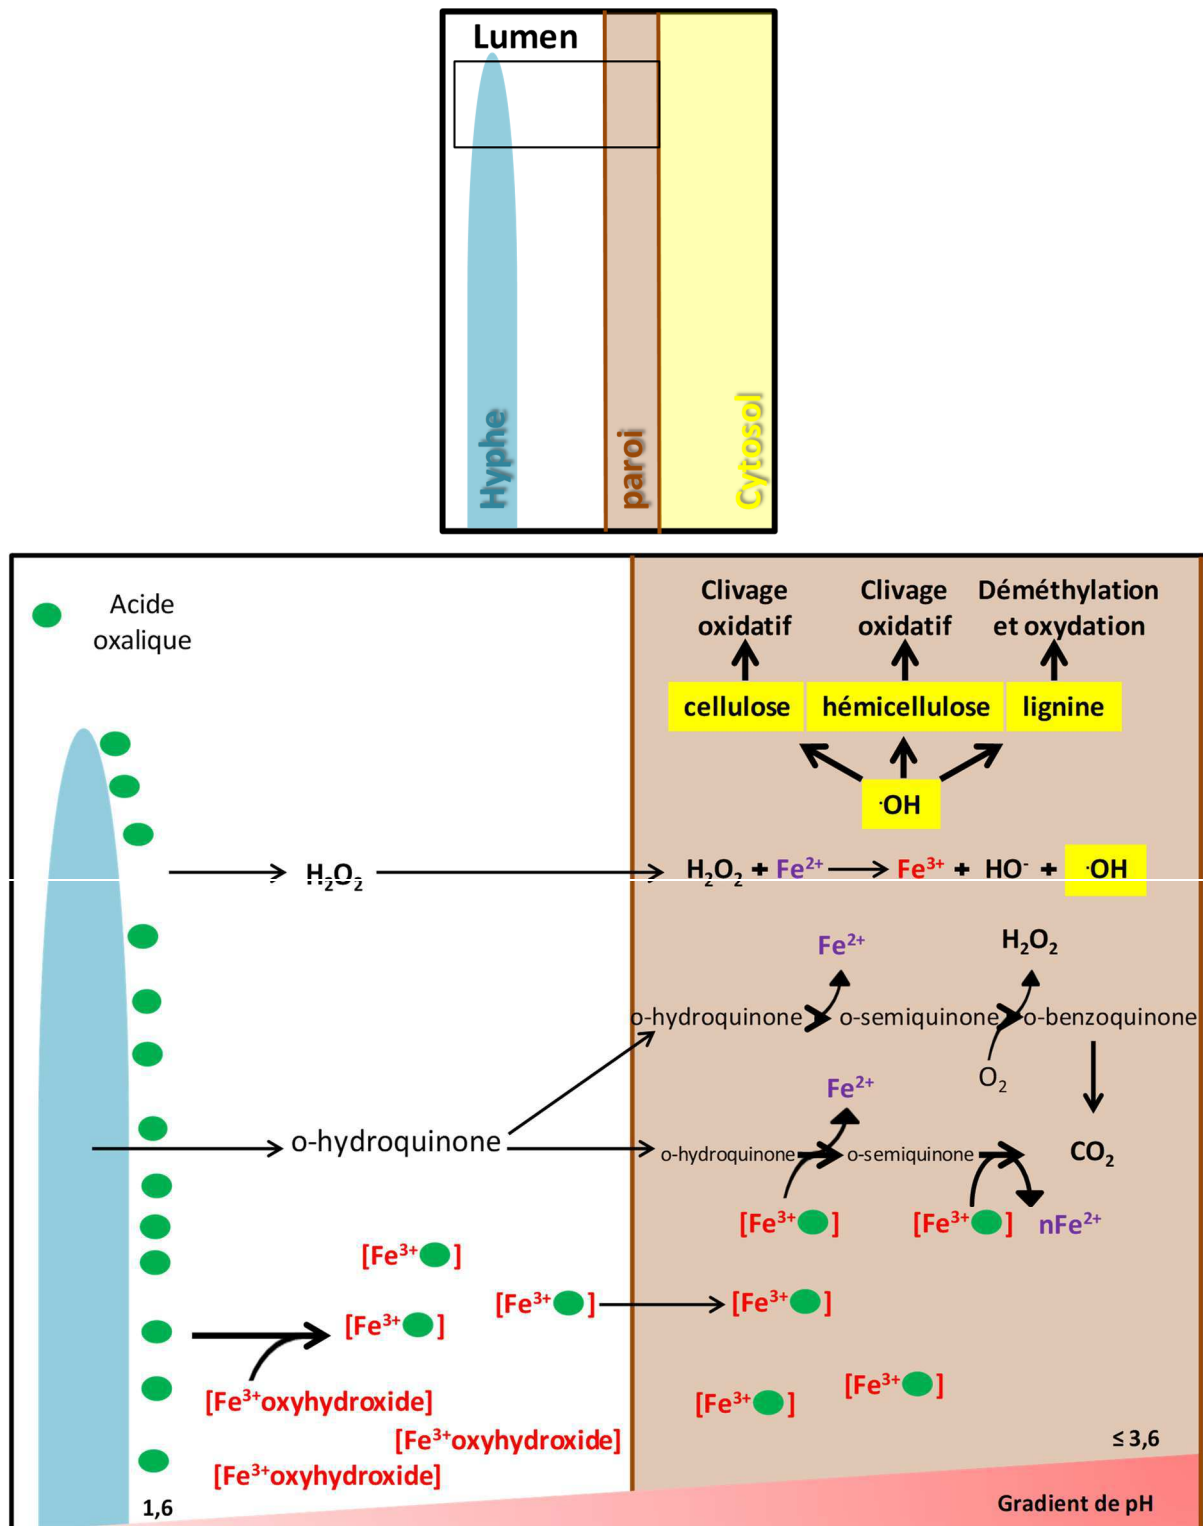 Lumen
Hyphe
paroi
Cytosol
Acide
oxalique
Clivage
oxidatif
Clivage
oxidatif
Déméthylation
et oxydation
cellulose
hémicellulose
lignine
·OH
H₂O₂
H₂O₂ + Fe²⁺ → Fe³⁺ + HO⁻ + ·OH
Fe²⁺
H₂O₂
o-hydroquinone
o-semiquinone
o-benzoquinone
O₂
Fe²⁺
o-hydroquinone
o-hydroquinone
o-semiquinone
CO₂
[Fe³⁺ ]
[Fe³⁺ ]
nFe²⁺
[Fe³⁺ ]
[Fe³⁺ ]
[Fe³⁺ ]
[Fe³⁺ ]
[Fe³⁺ ]
[Fe³⁺ ]
[Fe³⁺oxyhydroxide]
[Fe³⁺oxyhydroxide]
[Fe³⁺oxyhydroxide]
≤ 3,6
1,6
Gradient de pH